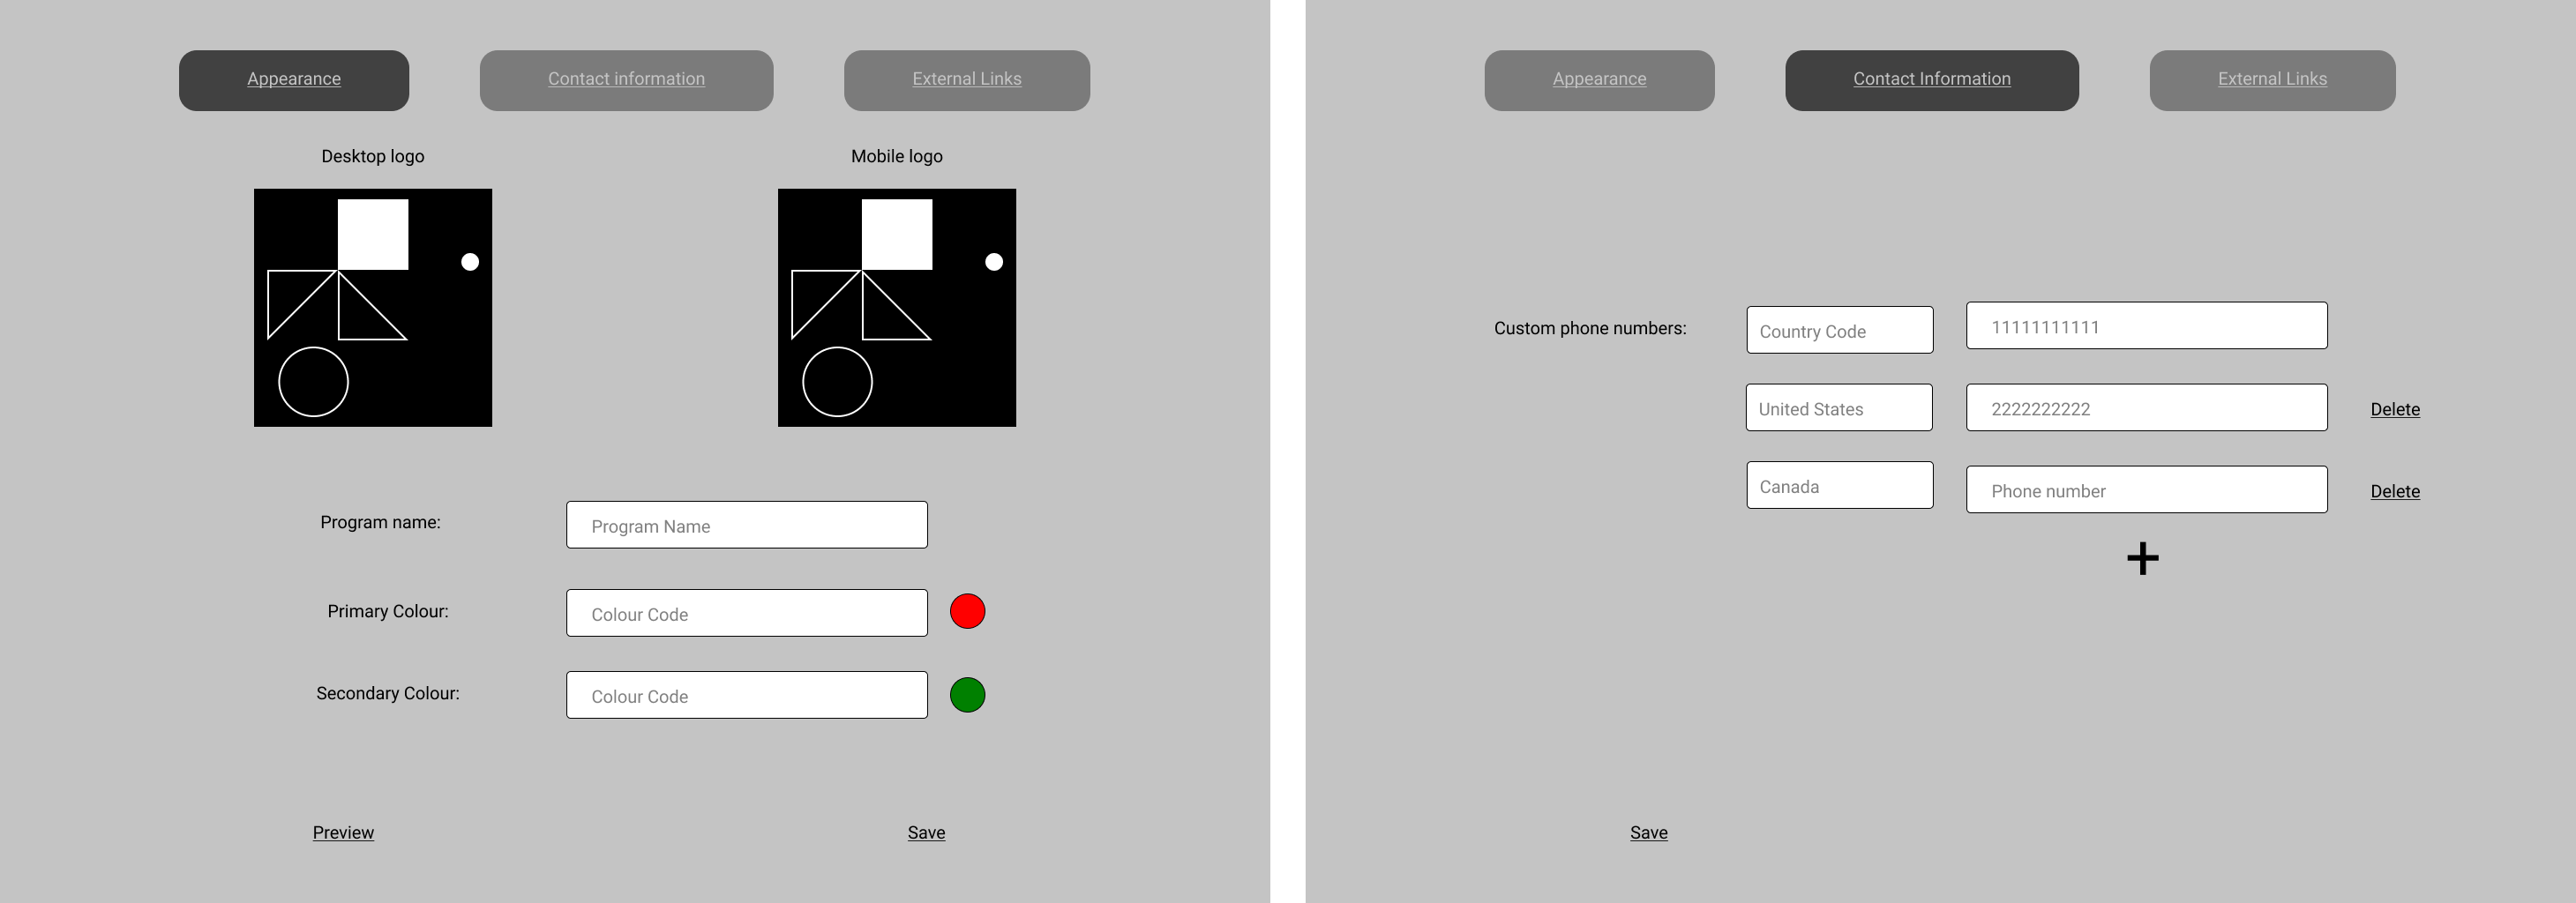 Appearance
Contact information
External Links
Desktop logo
Mobile logo
Program name:
Program Name
Primary Colour:
Colour Code
Secondary Colour:
Colour Code
Preview
Save
Appearance
Contact Information
External Links
Custom phone numbers:
Country Code
11111111111
United States
2222222222
Delete
Canada
Phone number
Delete
+
Save